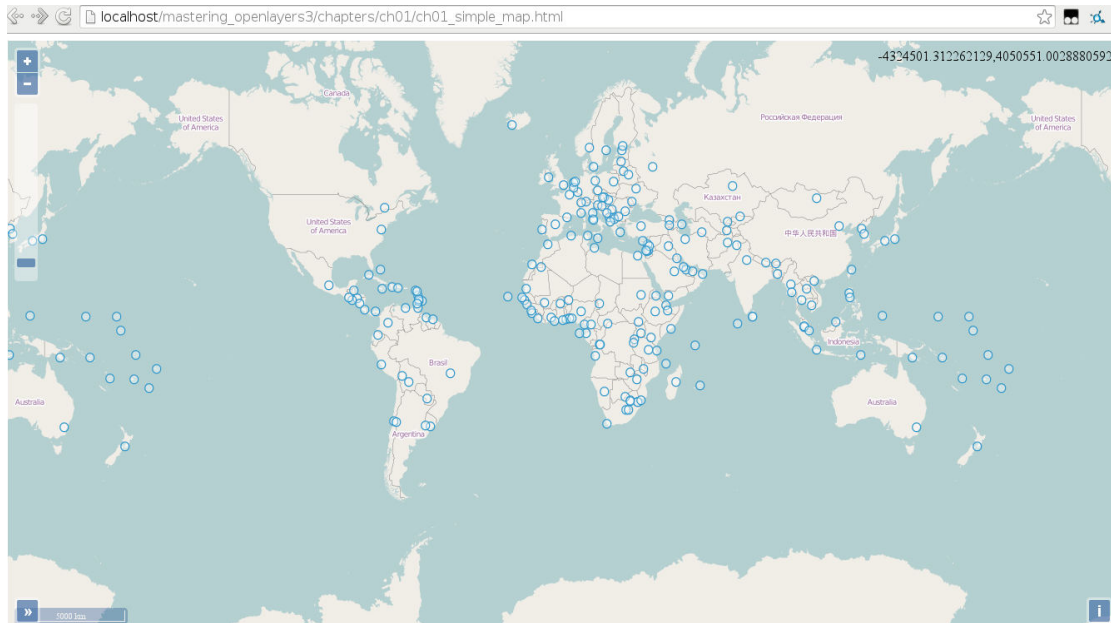 localhost/mastering_openlayers3/chapters/ch01/ch01_simple_map.html
-4324501.312262129,4050551.0028880592
+
−
Canada
United States
of America
Российская Федерация
United States
of America
Казахстан
United States
of America
中华人民共和国
Indonesia
Brasil
Australia
Australia
Argentina
»
5000 km
i